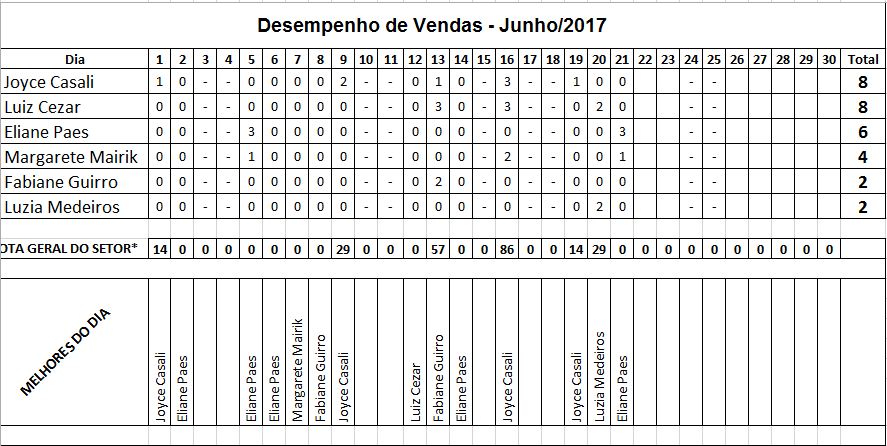 Desempenho de Vendas - Junho/2017
Dia 1 2 3 4 5 6 7 8 9 10 11 12 13 14 15 16 17 18 19 20 21 22 23 24 25 26 27 28 29 30 Total
Joyce Casali 1 0 - - 0 0 0 0 2 - - 0 1 0 - 3 - - 1 0 0 - - 8
Luiz Cezar 0 0 - - 0 0 0 0 0 - - 0 3 0 - 3 - - 0 2 0 - - 8
Eliane Paes 0 0 - - 3 0 0 0 0 - - 0 0 0 - 0 - - 0 0 3 - - 6
Margarete Mairik 0 0 - - 1 0 0 0 0 - - 0 0 0 - 2 - - 0 0 1 - - 4
Fabiane Guirro 0 0 - - 0 0 0 0 0 - - 0 2 0 - 0 - - 0 0 0 - - 2
Luzia Medeiros 0 0 - - 0 0 0 0 0 - - 0 0 0 - 0 - - 0 2 0 - - 2
OTA GERAL DO SETOR* 14 0 0 0 0 0 0 0 29 0 0 0 57 0 0 86 0 0 14 29 0 0 0 0 0 0 0 0 0 0
MELHORES DO DIA
Joyce Casali
Eliane Paes
Eliane Paes
Eliane Paes
Margarete Mairik
Fabiane Guirro
Joyce Casali
Luiz Cezar
Fabiane Guirro
Eliane Paes
Joyce Casali
Joyce Casali
Luzia Medeiros
Eliane Paes